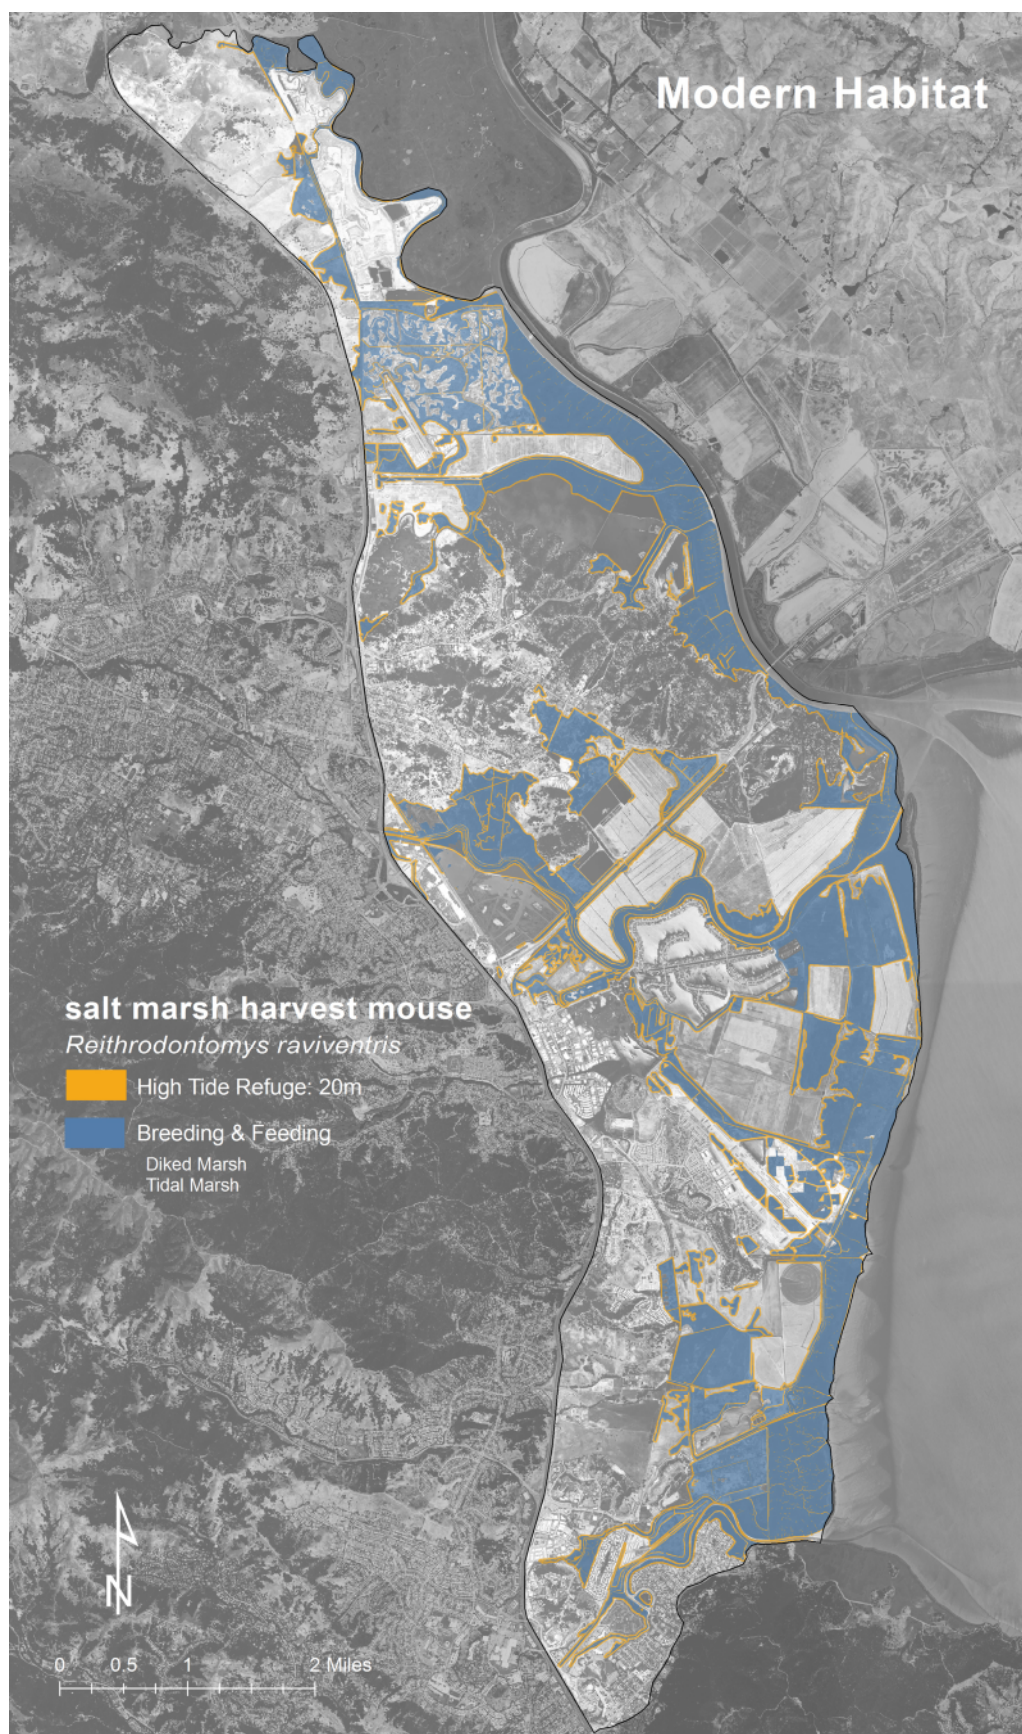 Modern Habitat
salt marsh harvest mouse
Reithrodontomys raviventris
High Tide Refuge: 20m
Breeding & Feeding
Diked Marsh
Tidal Marsh
N
0 0.5 1 2 Miles